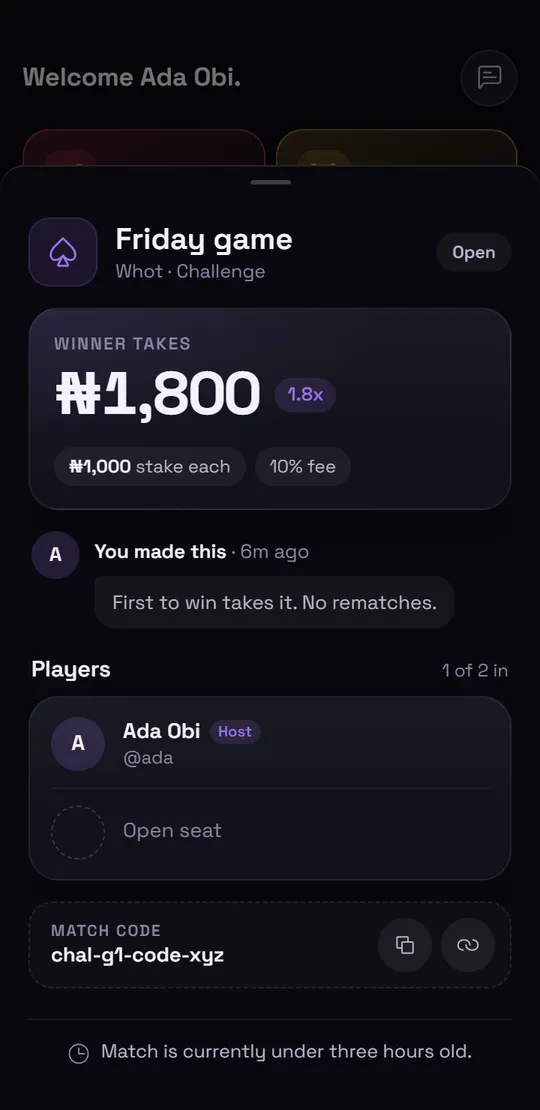 Welcome Ada Obi.
Friday game
Whot · Challenge
Open
WINNER TAKES
₦1,800
1.8x
₦1,000 stake each
10% fee
A
You made this · 6m ago
First to win takes it. No rematches.
Players
1 of 2 in
A
Ada Obi
Host
@ada
Open seat
MATCH CODE
chal-g1-code-xyz
Match is currently under three hours old.